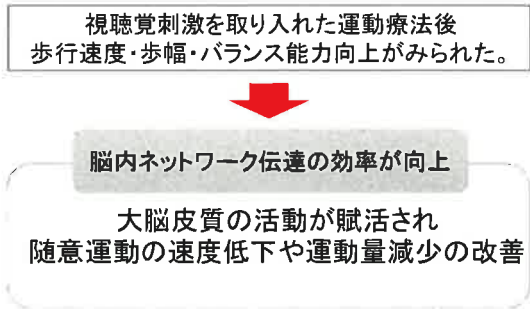 視聴覚刺激を取り入れた運動療法後
歩行速度・歩幅・バランス能力向上がみられた。
脳内ネットワーク伝達の効率が向上
大脳皮質の活動が賦活され
随意運動の速度低下や運動量減少の改善